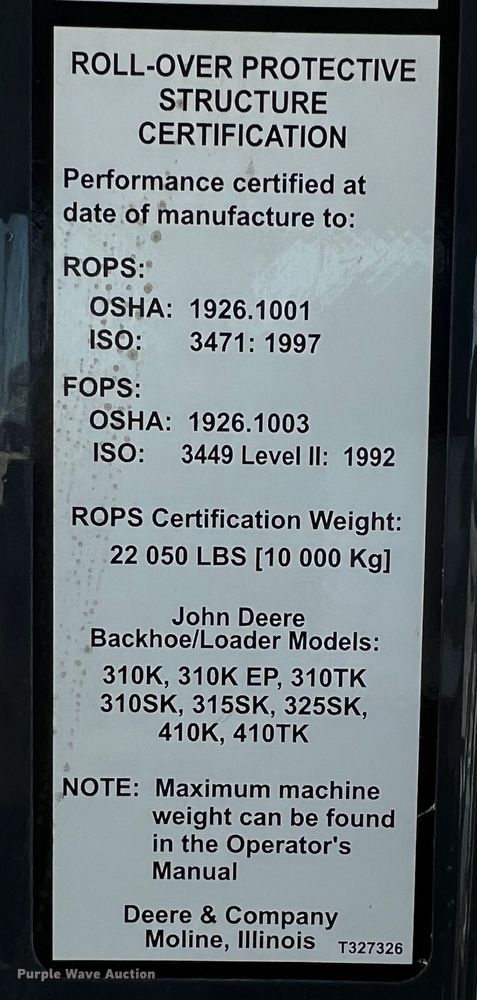 ROLL-OVER PROTECTIVE
STRUCTURE
CERTIFICATION
Performance certified at
date of manufacture to:
ROPS:
OSHA: 1926.1001
ISO: 3471: 1997
FOPS:
OSHA: 1926.1003
ISO: 3449 Level II: 1992
ROPS Certification Weight:
22 050 LBS [10 000 Kg]
John Deere
Backhoe/Loader Models:
310K, 310K EP, 310TK
310SK, 315SK, 325SK,
410K, 410TK
NOTE: Maximum machine
weight can be found
in the Operator's
Manual
Deere & Company
Moline, Illinois T327326
Purple Wave Auction